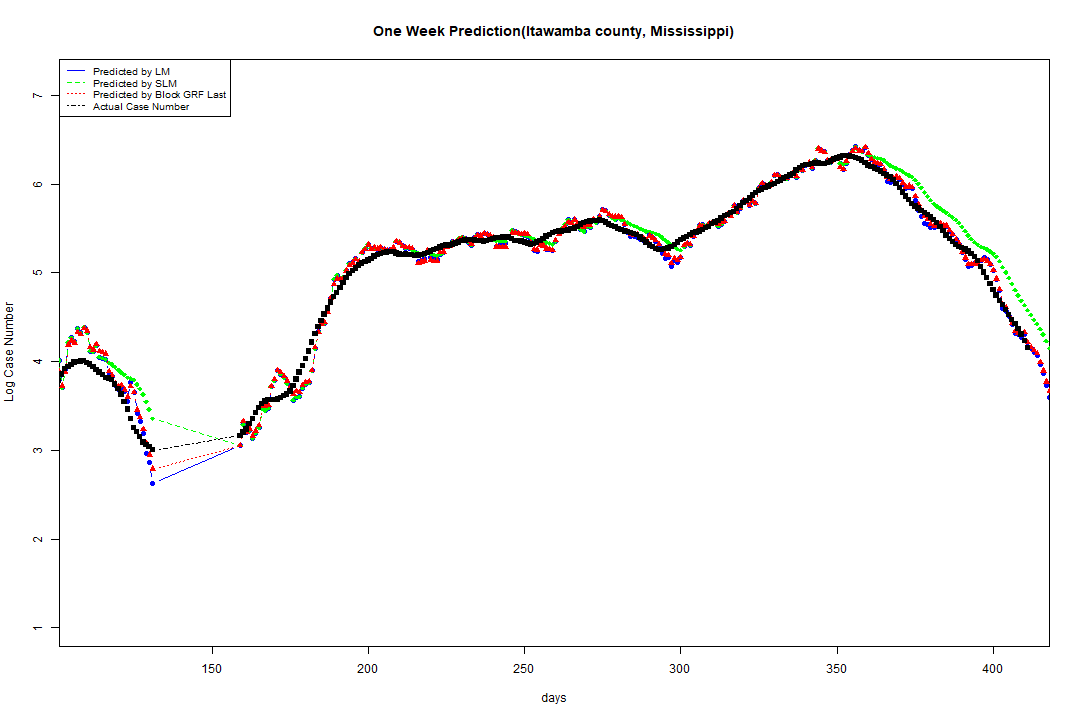 One Week Prediction(Itawamba county, Mississippi)
Predicted by LM
Predicted by SLM
Predicted by Block GRF Last
Actual Case Number
7
6
5
4
3
2
1
Log Case Number
150 200 250 300 350 400
days